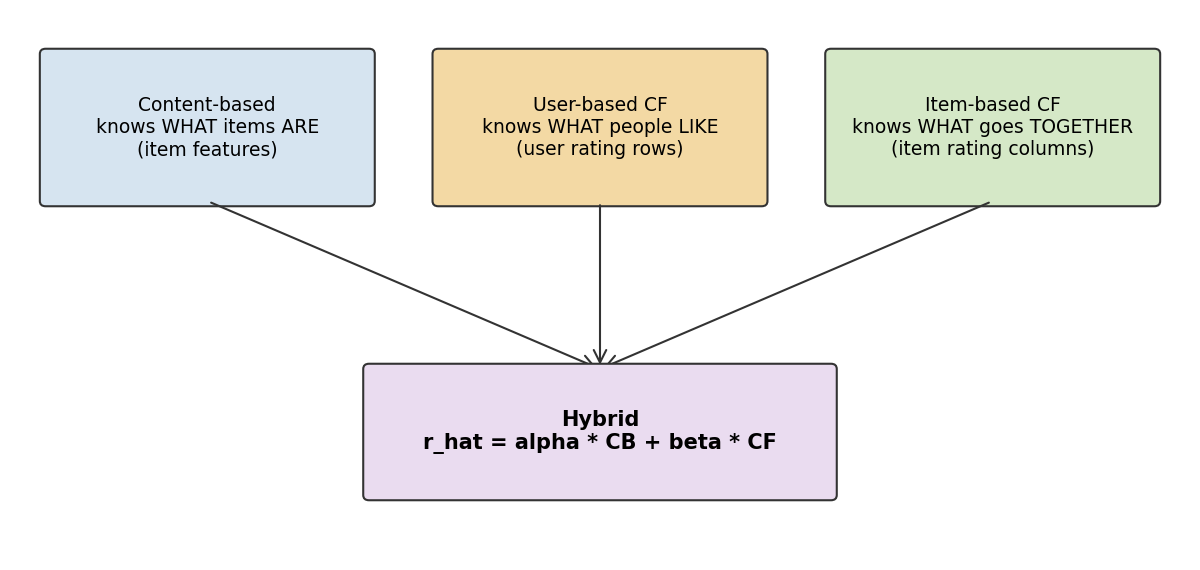 Content-based
knows WHAT items ARE
(item features)
User-based CF
knows WHAT people LIKE
(user rating rows)
Item-based CF
knows WHAT goes TOGETHER
(item rating columns)
Hybrid
r_hat = alpha * CB + beta * CF